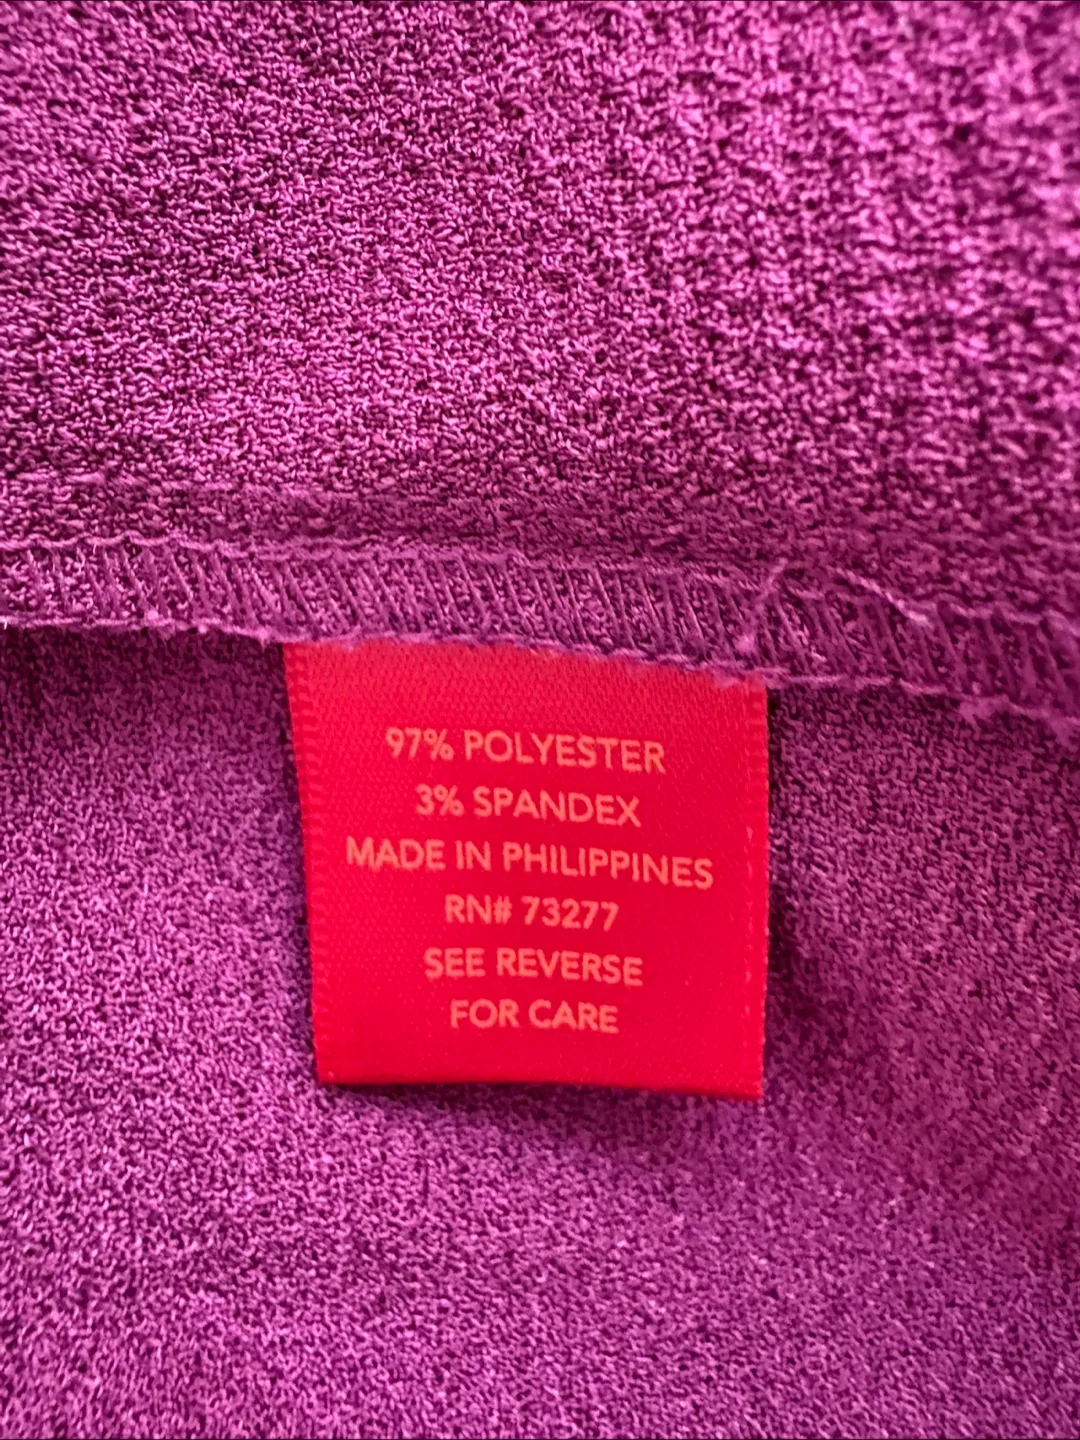 97% POLYESTER
3% SPANDEX
MADE IN PHILIPPINES
RN# 73277
SEE REVERSE
FOR CARE